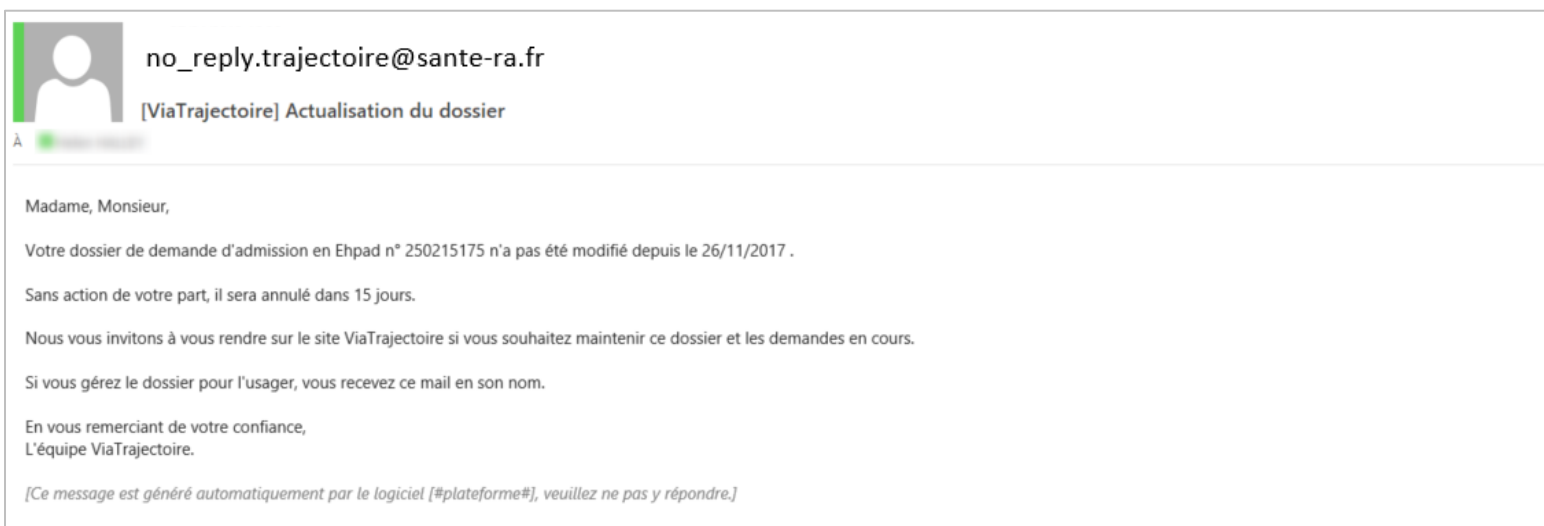 no_reply.trajectoire@sante-ra.fr
[ViaTrajectoire] Actualisation du dossier
À
Madame, Monsieur,
Votre dossier de demande d'admission en Ehpad n° 250215175 n'a pas été modifié depuis le 26/11/2017 .
Sans action de votre part, il sera annulé dans 15 jours.
Nous vous invitons à vous rendre sur le site ViaTrajectoire si vous souhaitez maintenir ce dossier et les demandes en cours.
Si vous gérez le dossier pour l'usager, vous recevez ce mail en son nom.
En vous remerciant de votre confiance,
L'équipe ViaTrajectoire.
[Ce message est généré automatiquement par le logiciel [#plateforme#], veuillez ne pas y répondre.]